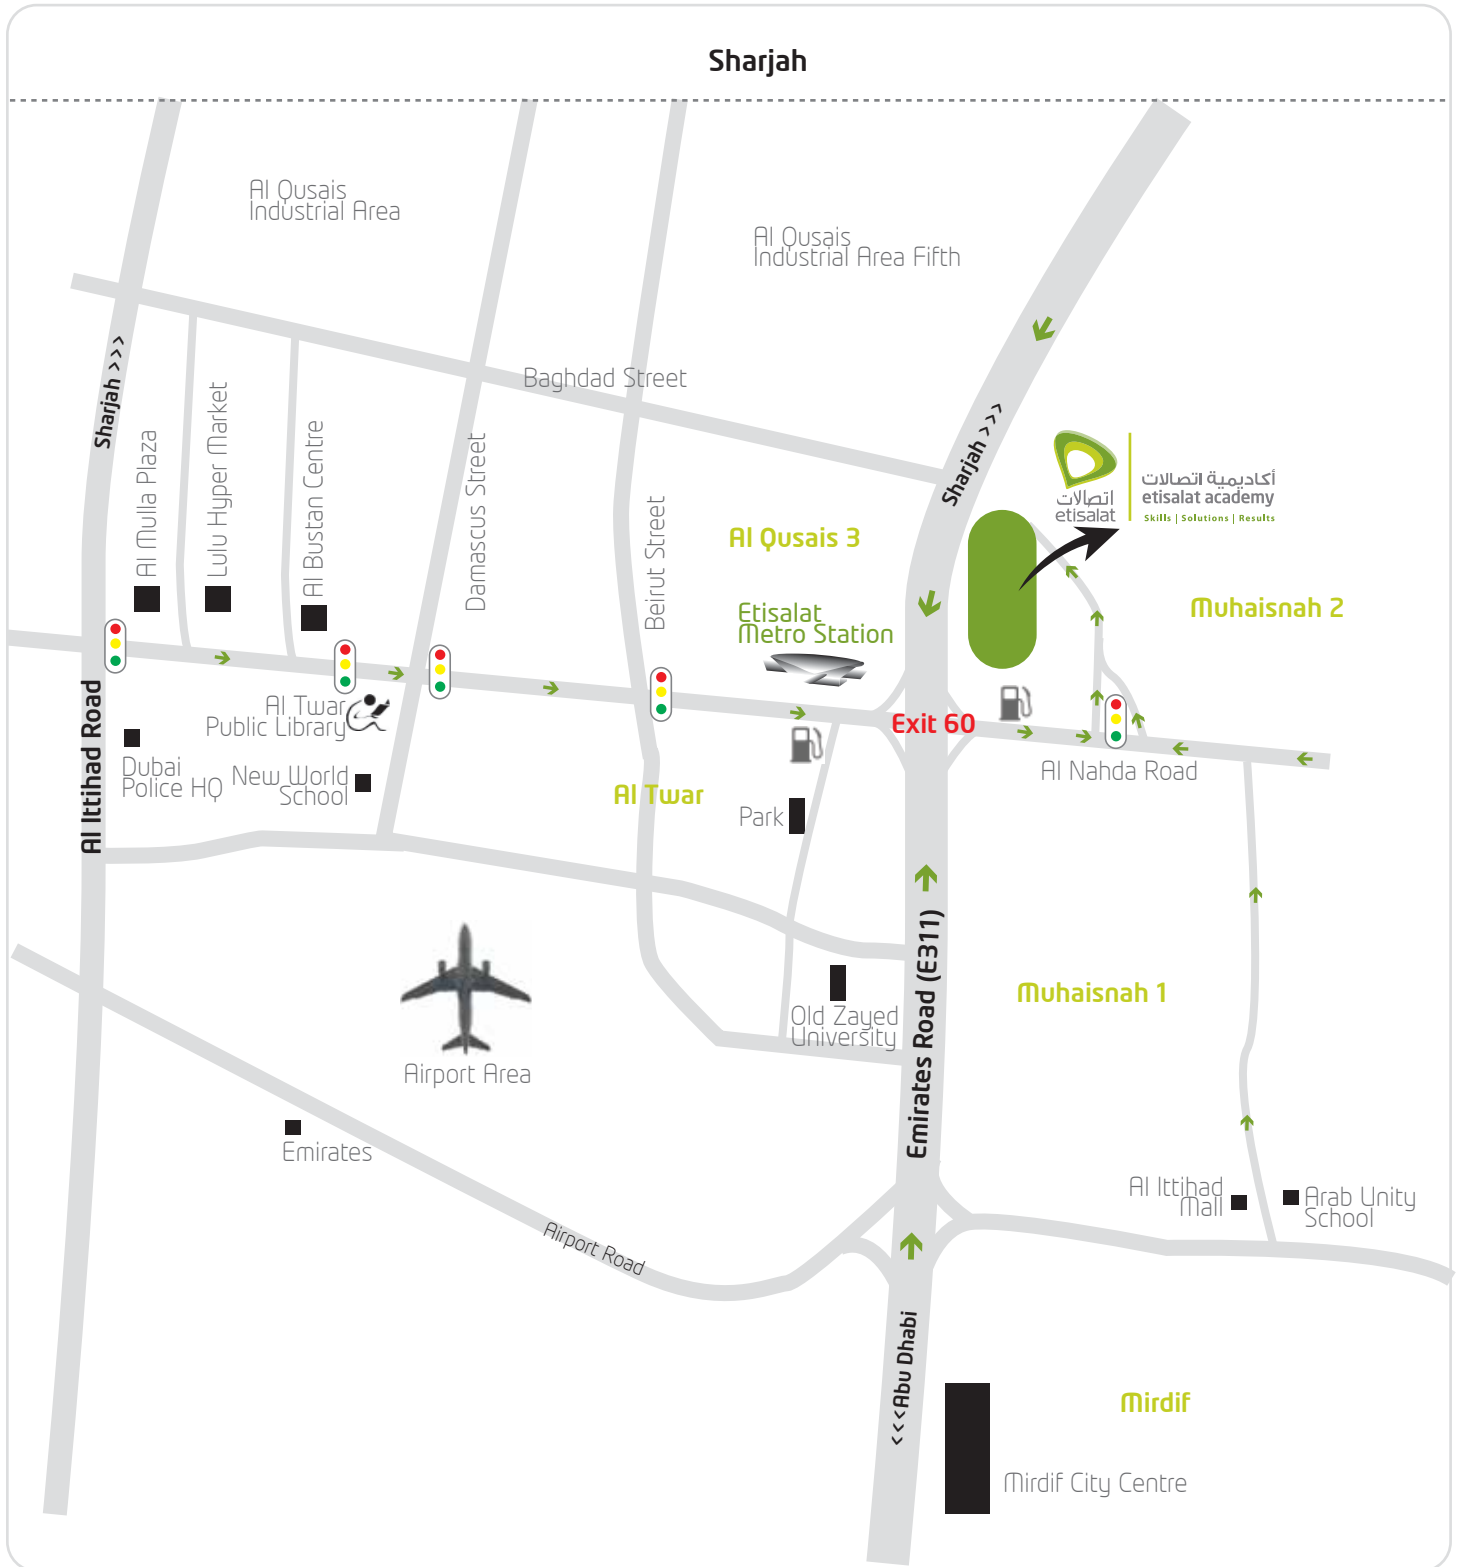 Sharjah
Al Qusais
Industrial Area
Al Qusais
Industrial Area Fifth
Sharjah >>>
Baghdad Street
Sharjah >>>
Al Mulla Plaza
Lulu Hyper Market
Al Bustan Centre
Damascus Street
Beirut Street
اتصالات
etisalat
أكاديمية اتصالات
etisalat academy
Skills | Solutions | Results
Al Qusais 3
Muhaisnah 2
Etisalat
Metro Station
Al Ittihad Road
Al Twar
Public Library
Exit 60
Dubai
Police HQ
New World
School
Al Twar
Park
Al Nahda Road
Emirates Road (E311)
Muhaisnah 1
Old Zayed
University
Airport Area
Emirates
Airport Road
Al Ittihad
Mall
Arab Unity
School
<<<Abu Dhabi
Mirdif
Mirdif City Centre